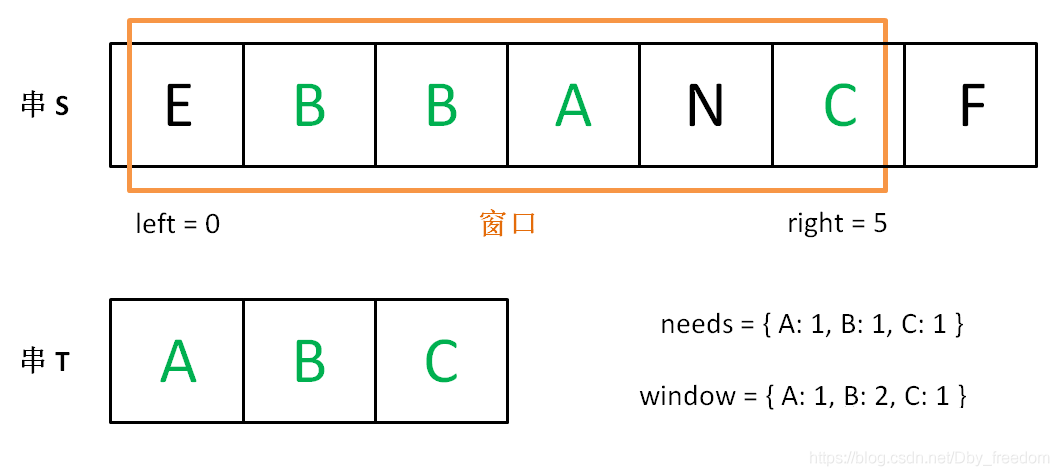 串 S E B B A N C F
left = 0 窗口 right = 5
串 T A B C
needs = { A: 1, B: 1, C: 1 }
window = { A: 1, B: 2, C: 1 }
https://blog.csdn.net/Dby_freedom